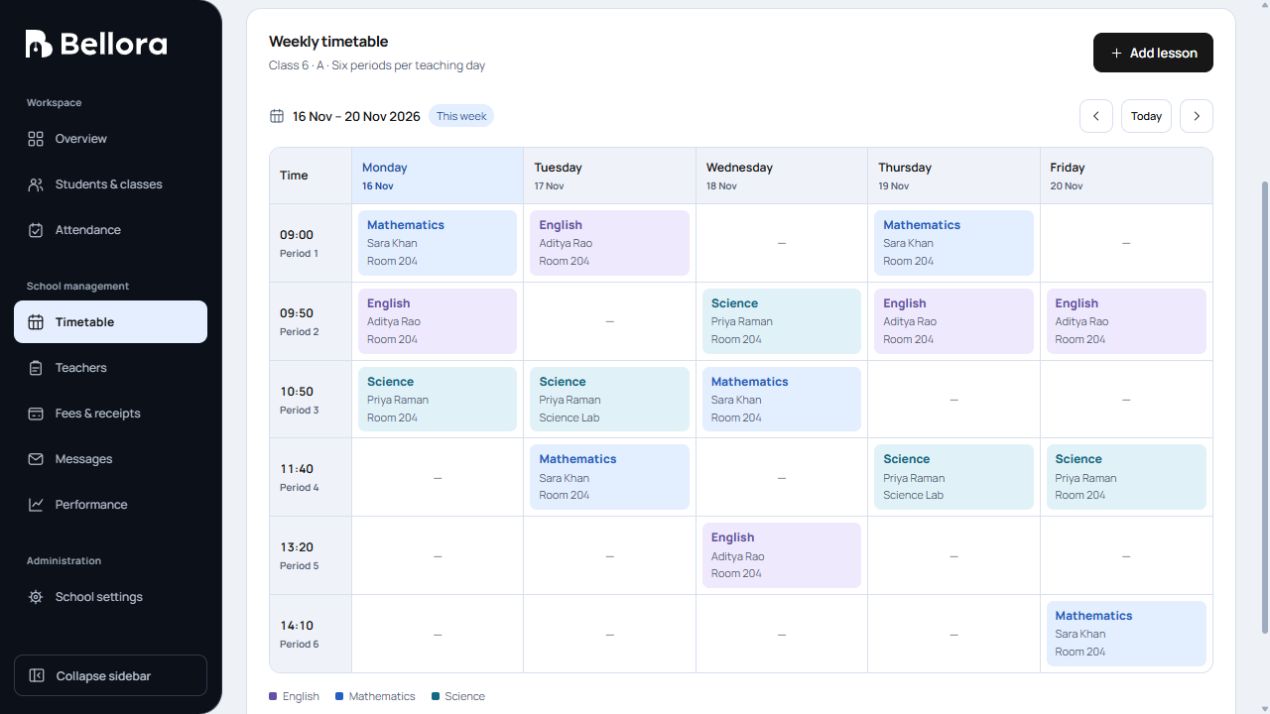 Bellora
Workspace
Overview
Students & classes
Attendance
School management
Timetable
Teachers
Fees & receipts
Messages
Performance
Administration
School settings
Collapse sidebar
Weekly timetable
Class 6 · A · Six periods per teaching day
+ Add lesson
16 Nov – 20 Nov 2026 This week
Today
Time
Monday
16 Nov
Tuesday
17 Nov
Wednesday
18 Nov
Thursday
19 Nov
Friday
20 Nov
09:00
Period 1
Mathematics
Sara Khan
Room 204
English
Aditya Rao
Room 204
—
Mathematics
Sara Khan
Room 204
—
09:50
Period 2
English
Aditya Rao
Room 204
—
Science
Priya Raman
Room 204
English
Aditya Rao
Room 204
English
Aditya Rao
Room 204
10:50
Period 3
Science
Priya Raman
Room 204
Science
Priya Raman
Science Lab
Mathematics
Sara Khan
Room 204
—
—
11:40
Period 4
—
Mathematics
Sara Khan
Room 204
—
Science
Priya Raman
Science Lab
Science
Priya Raman
Room 204
13:20
Period 5
—
—
English
Aditya Rao
Room 204
—
—
14:10
Period 6
—
—
—
—
Mathematics
Sara Khan
Room 204
English Mathematics Science